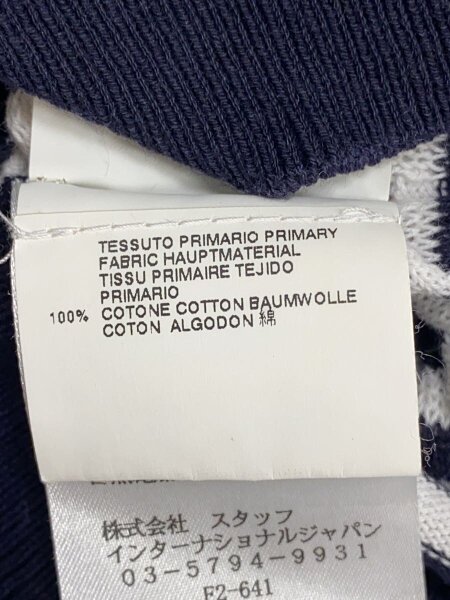 TESSUTO PRIMARIO PRIMARY
FABRIC HAUPTMATERIAL
TISSU PRIMAIRE TEJIDO
PRIMARIO
100% COTONE COTTON BAUMWOLLE
COTON ALGODON 綿
株式会社 スタッフ
インターナショナルジャパン
03-5794-9931
F2-641